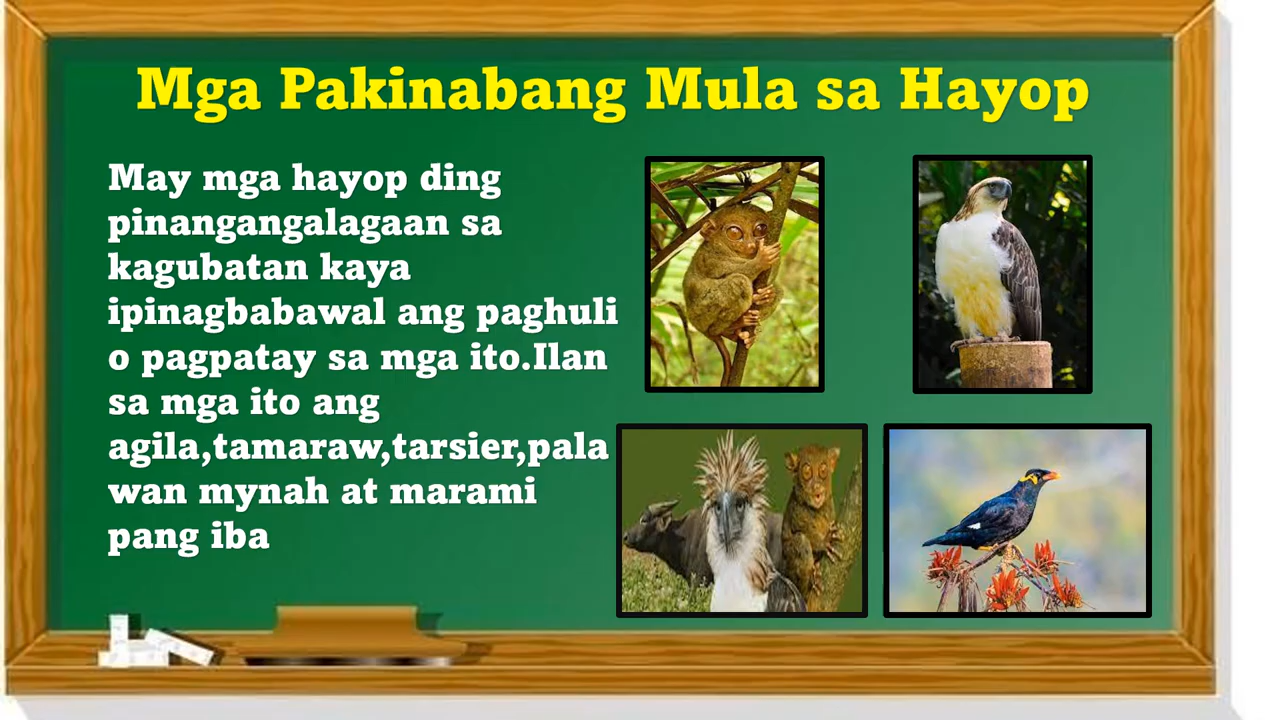 Mga Pakinabang Mula sa Hayop
May mga hayop ding
pinangangalagaan sa
kagubatan kaya
ipinagbabawal ang paghuli
o pagpatay sa mga ito.Ilan
sa mga ito ang
agila,tamaraw,tarsier,pala
wan mynah at marami
pang iba